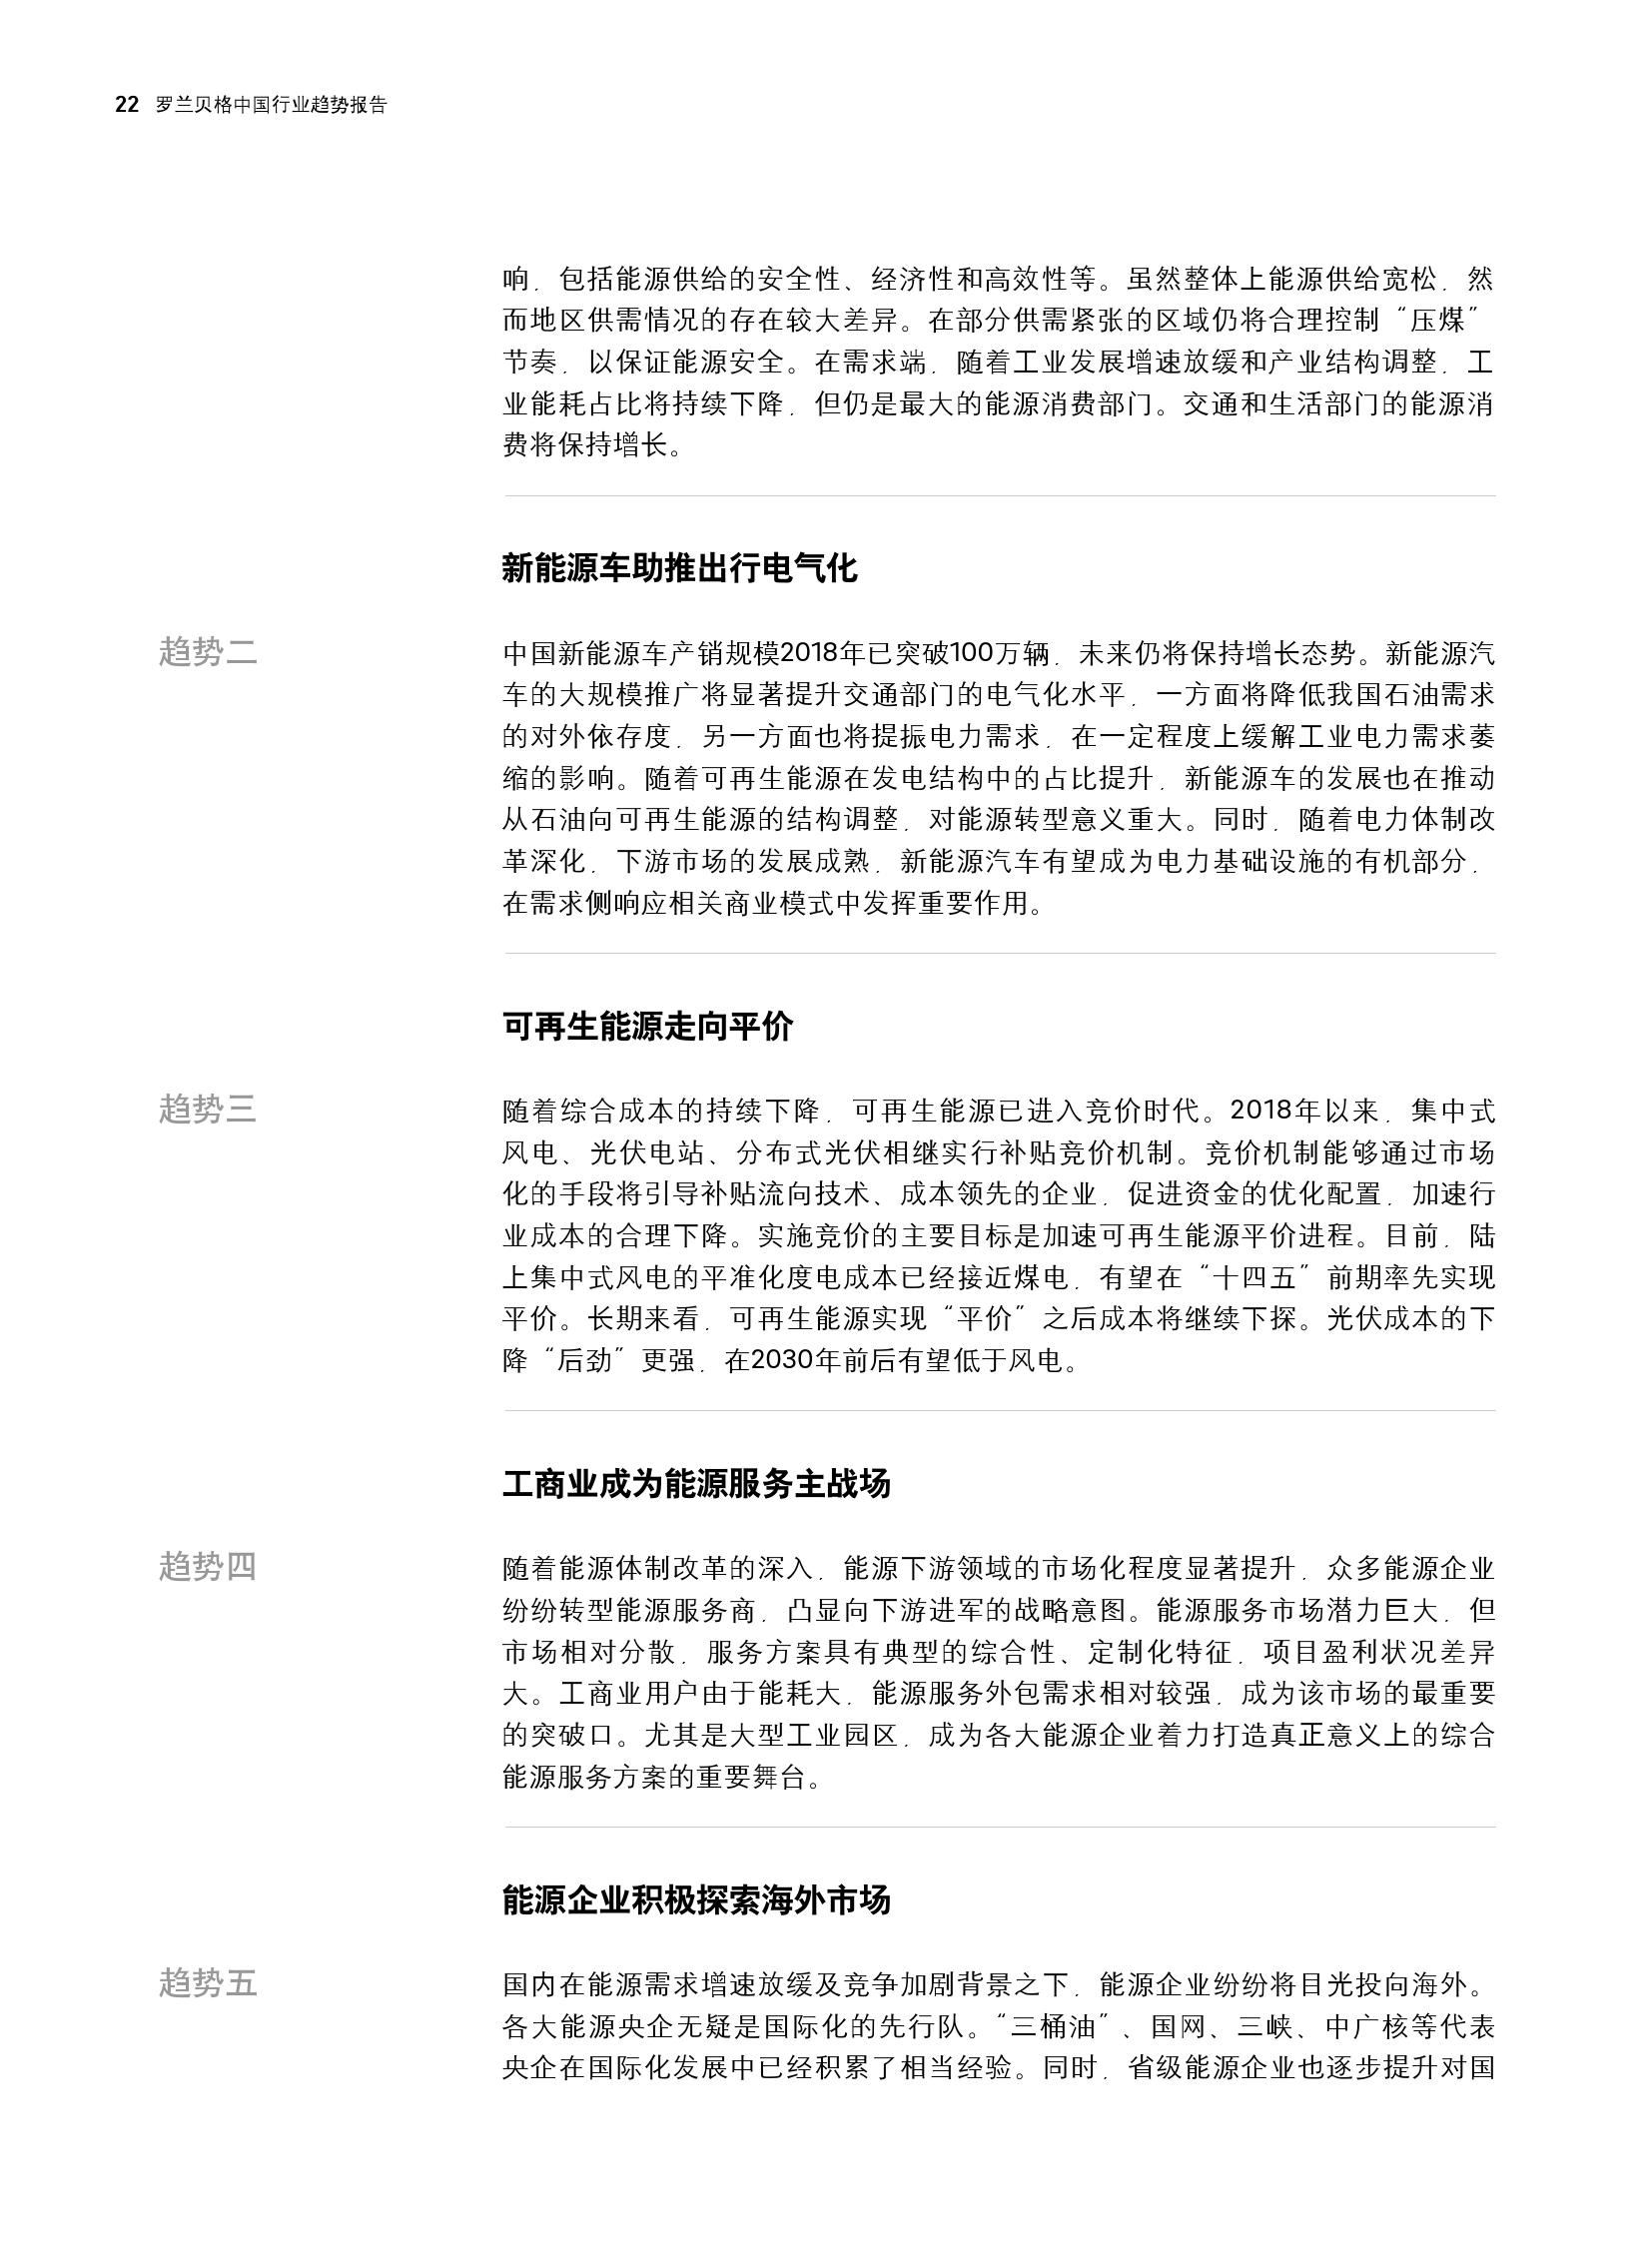 22 罗兰贝格中国行业趋势报告
响，包括能源供给的安全性、经济性和高效性等。虽然整体上能源供给宽松，然
而地区供需情况的存在较大差异。在部分供需紧张的区域仍将合理控制“压煤”
节奏，以保证能源安全。在需求端，随着工业发展增速放缓和产业结构调整，工
业能耗占比将持续下降，但仍是最大的能源消费部门。交通和生活部门的能源消
费将保持增长。
新能源车助推出行电气化
趋势二
中国新能源车产销规模2018年已突破100万辆，未来仍将保持增长态势。新能源汽
车的大规模推广将显著提升交通部门的电气化水平，一方面将降低我国石油需求
的对外依存度，另一方面也将提振电力需求，在一定程度上缓解工业电力需求萎
缩的影响。随着可再生能源在发电结构中的占比提升，新能源车的发展也在推动
从石油向可再生能源的结构调整，对能源转型意义重大。同时，随着电力体制改
革深化，下游市场的发展成熟，新能源汽车有望成为电力基础设施的有机部分，
在需求侧响应相关商业模式中发挥重要作用。
可再生能源走向平价
趋势三
随着综合成本的持续下降，可再生能源已进入竞价时代。2018年以来，集中式
风电、光伏电站、分布式光伏相继实行补贴竞价机制。竞价机制能够通过市场
化的手段将引导补贴流向技术、成本领先的企业，促进资金的优化配置，加速行
业成本的合理下降。实施竞价的主要目标是加速可再生能源平价进程。目前，陆
上集中式风电的平准化度电成本已经接近煤电，有望在“十四五”前期率先实现
平价。长期来看，可再生能源实现“平价”之后成本将继续下探。光伏成本的下
降“后劲”更强，在2030年前后有望低于风电。
工商业成为能源服务主战场
趋势四
随着能源体制改革的深入，能源下游领域的市场化程度显著提升，众多能源企业
纷纷转型能源服务商，凸显向下游进军的战略意图。能源服务市场潜力巨大，但
市场相对分散，服务方案具有典型的综合性、定制化特征，项目盈利状况差异
大。工商业用户由于能耗大，能源服务外包需求相对较强，成为该市场的最重要
的突破口。尤其是大型工业园区，成为各大能源企业着力打造真正意义上的综合
能源服务方案的重要舞台。
能源企业积极探索海外市场
趋势五
国内在能源需求增速放缓及竞争加剧背景之下，能源企业纷纷将目光投向海外。
各大能源央企无疑是国际化的先行队。“三桶油”、国网、三峡、中广核等代表
央企在国际化发展中已经积累了相当经验。同时，省级能源企业也逐步提升对国